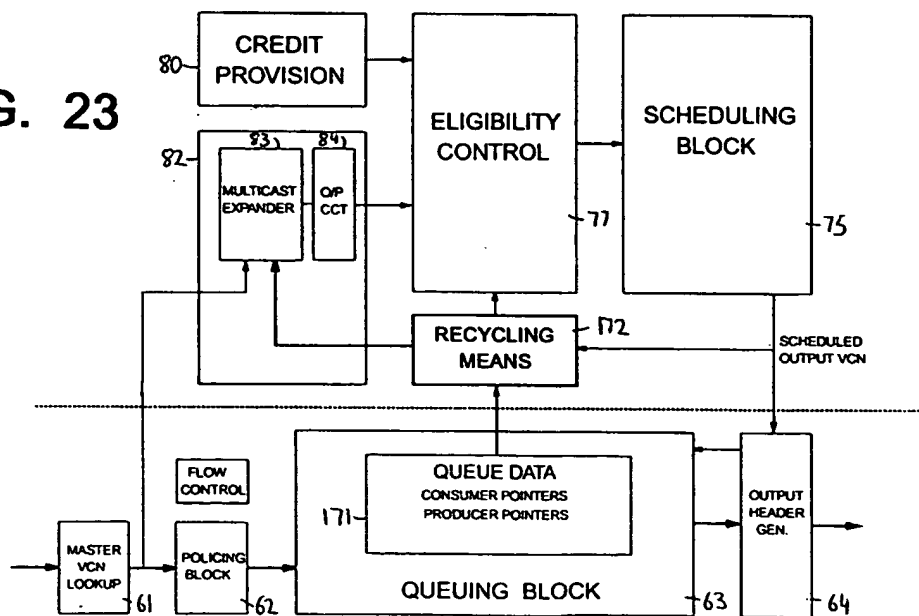 G. 23
80
CREDIT
PROVISION
82
83
84
MULTICAST
EXPANDER
O/P
CCT
ELIGIBILITY
CONTROL
77
SCHEDULING
BLOCK
75
RECYCLING
MEANS
172
SCHEDULED
OUTPUT VCN
FLOW
CONTROL
QUEUE DATA
CONSUMER POINTERS
PRODUCER POINTERS
171
OUTPUT
HEADER
GEN.
MASTER
VCN
LOOKUP
61
POLICING
BLOCK
62
QUEUING BLOCK
63
64